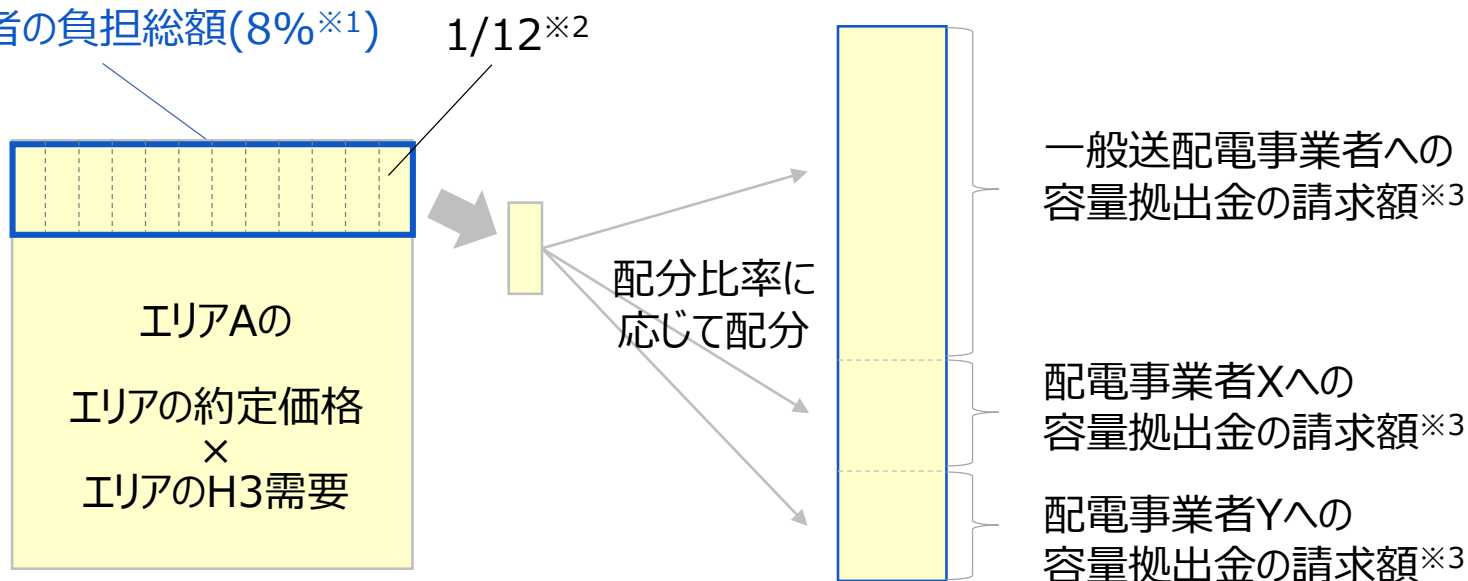 者の負担総額(8%※1)
1/12※2
エリアAの
エリアの約定価格
×
エリアのH3需要
配分比率に
応じて配分
一般送配電事業者への
容量拠出金の請求額※3
配電事業者Xへの
容量拠出金の請求額※3
配電事業者Yへの
容量拠出金の請求額※3